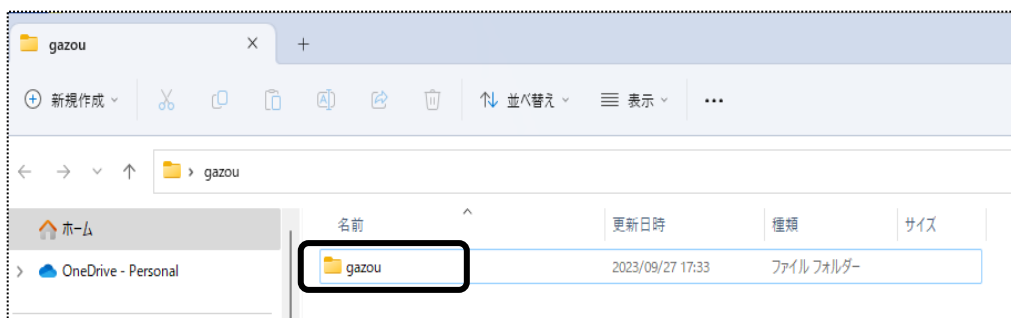 gazou
新規作成
並べ替え
表示
gazou
ホーム
名前 更新日時 種類 サイズ
OneDrive - Personal
gazou 2023/09/27 17:33 ファイル フォルダー